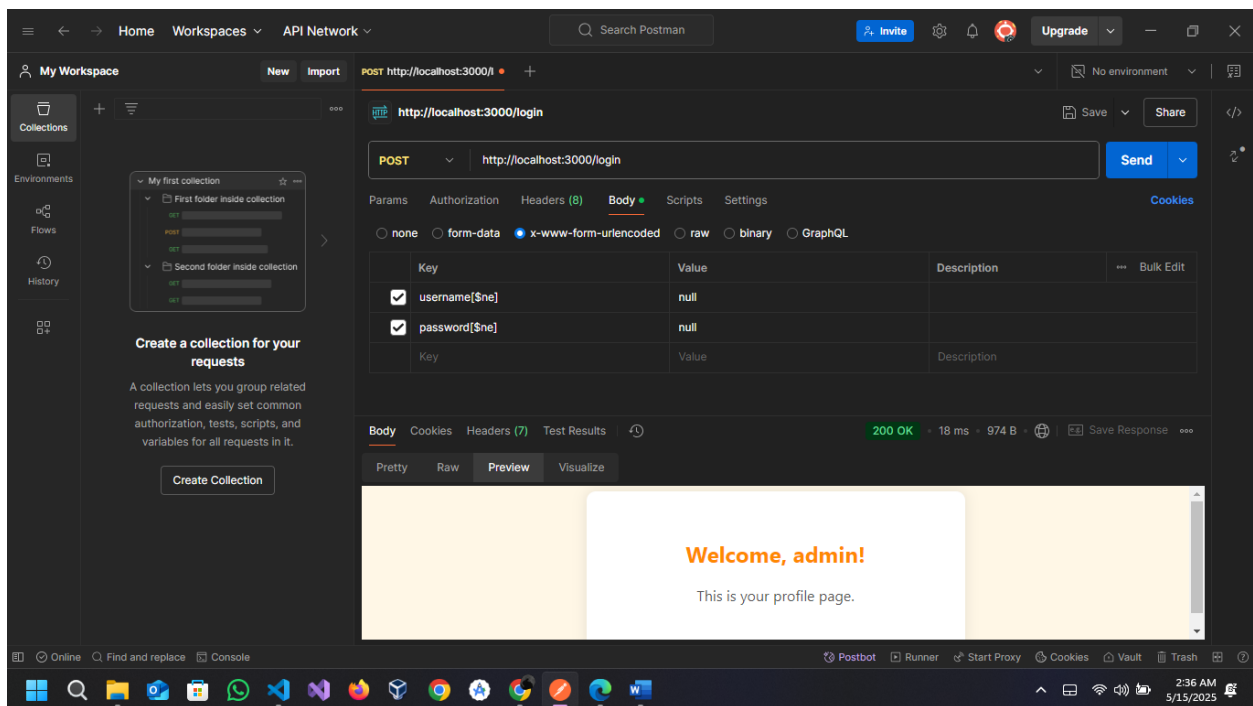 Home Workspaces API Network Search Postman Invite Upgrade
My Workspace New Import POST http://localhost:3000/l No environment
Collections
Environments
Flows
History
My first collection
First folder inside collection
GET
POST
GET
Second folder inside collection
GET
GET
Create a collection for your
requests
A collection lets you group related
requests and easily set common
authorization, tests, scripts, and
variables for all requests in it.
Create Collection
HTTP http://localhost:3000/login Save Share
POST http://localhost:3000/login Send
Params Authorization Headers (8) Body Scripts Settings Cookies
none form-data x-www-form-urlencoded raw binary GraphQL
Key Value Description Bulk Edit
username[$ne] null
password[$ne] null
Key Value Description
Body Cookies Headers (7) Test Results 200 OK 18 ms 974 B Save Response
Pretty Raw Preview Visualize
Welcome, admin!
This is your profile page.
Online Find and replace Console Postbot Runner Start Proxy Cookies Vault Trash
2:36 AM
5/15/2025